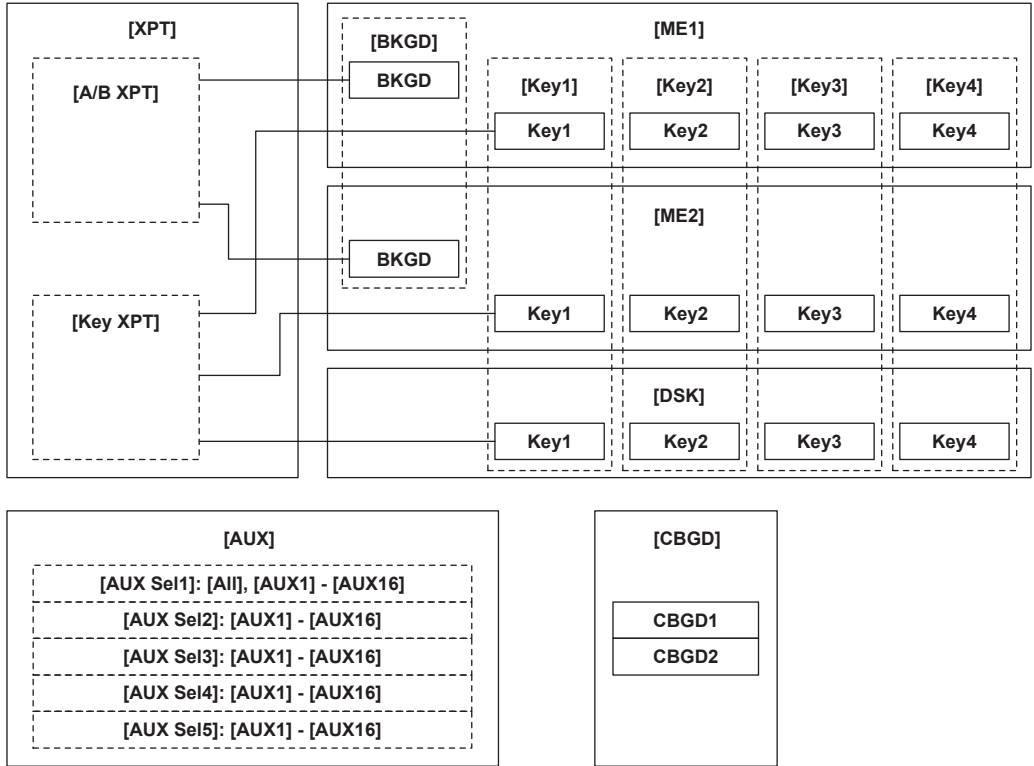 [XPT]
[A/B XPT]
[Key XPT]
[ME1]
[BKGD]
BKGD
[Key1] [Key2] [Key3] [Key4]
Key1 Key2 Key3 Key4
[ME2]
BKGD
Key1 Key2 Key3 Key4
[DSK]
Key1 Key2 Key3 Key4
[AUX]
[AUX Sel1]: [All], [AUX1] - [AUX16]
[AUX Sel2]: [AUX1] - [AUX16]
[AUX Sel3]: [AUX1] - [AUX16]
[AUX Sel4]: [AUX1] - [AUX16]
[AUX Sel5]: [AUX1] - [AUX16]
[CBGD]
CBGD1
CBGD2